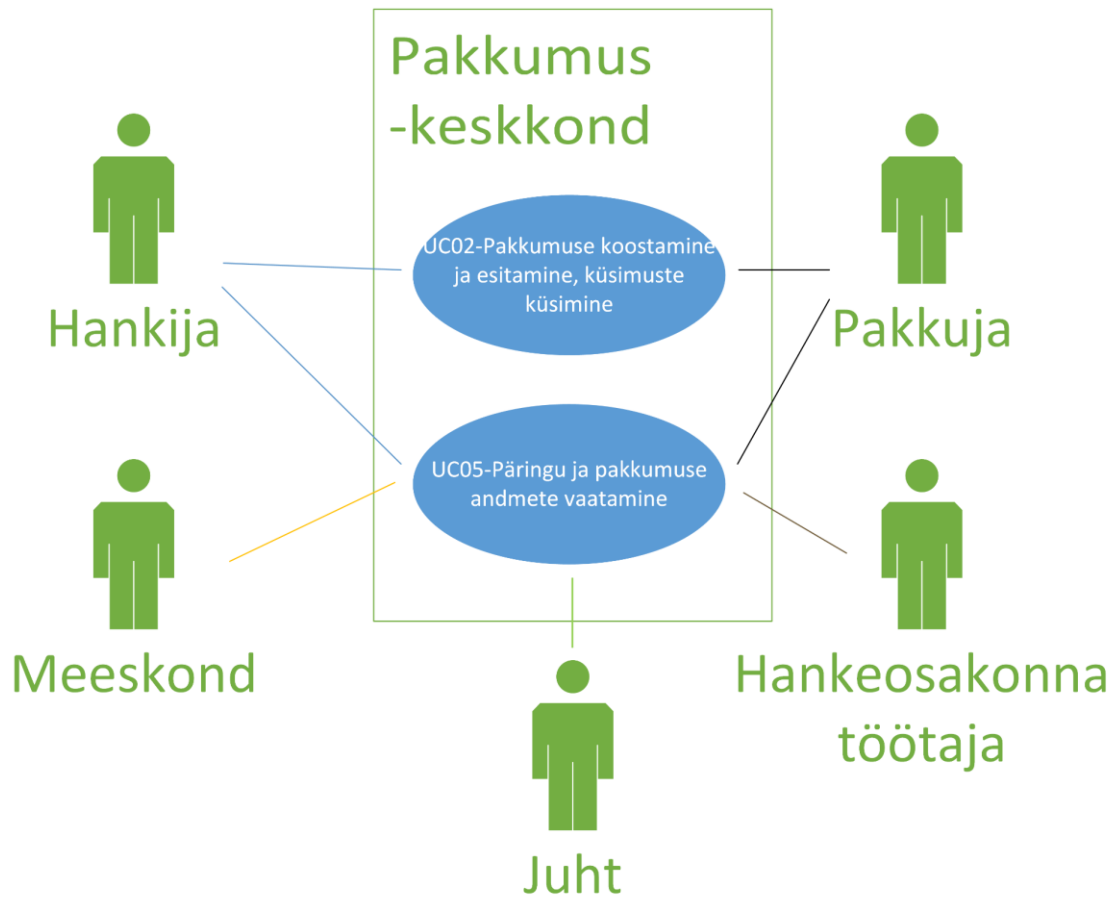 Pakkumus
-keskkond
Hankija
UC02-Pakkumuse koostamine
ja esitamine, küsimuste
küsimine
Pakkuja
UC05-Päringu ja pakkumuse
andmete vaatamine
Meeskond
Hankeosakonna
töötaja
Juht